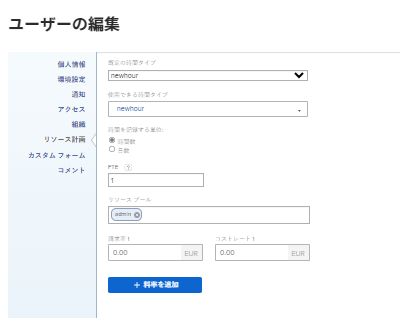 ユーザーの編集
個人情報
環境設定
通知
アクセス
組織
リソース計画
カスタム フォーム
コメント
既定の時間タイプ
newhour
使用できる時間タイプ
newhour
時間を記録する単位:
時間数
日数
FTE ?
1
リソース プール
admin
請求率 1
コストレート 1
0.00 EUR
0.00 EUR
+ 料率を追加